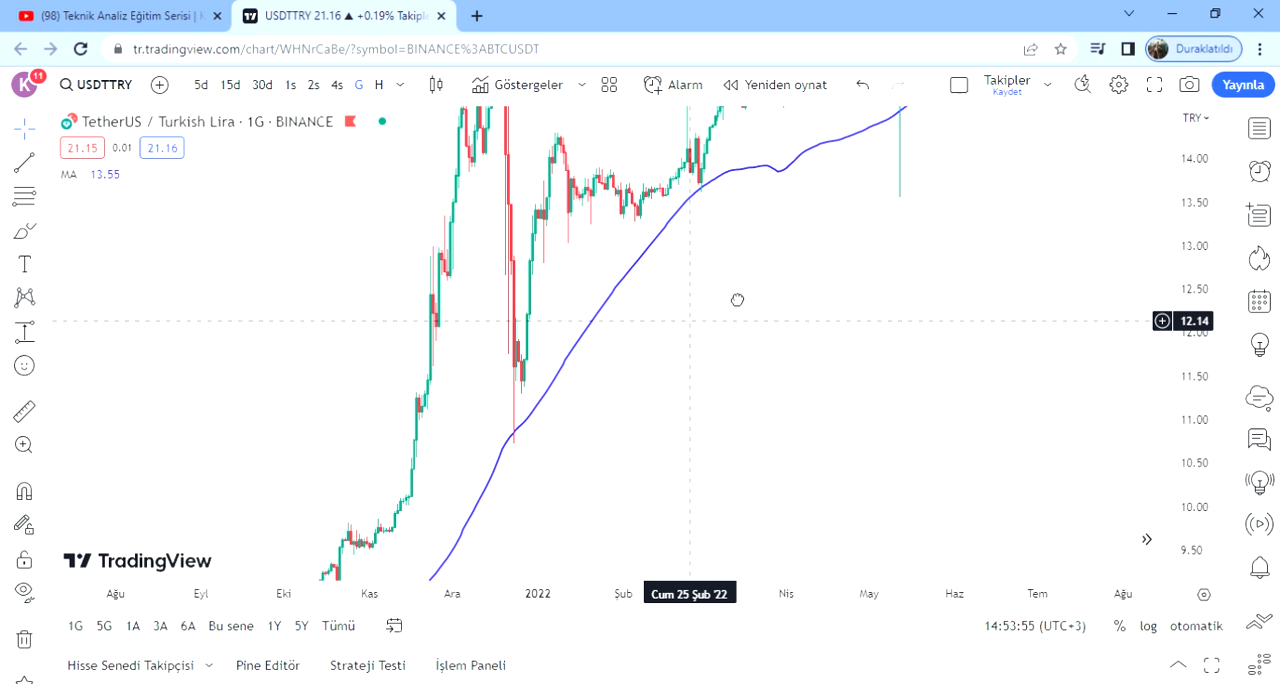 (98) Teknik Analiz Eğitim Serisi | K
USDTTRY 21.16 ▲ +0.19% Takiple
tr.tradingview.com/chart/WHNrCaBe/?symbol=BINANCE%3ABTCUSDT
Duraklatıldı
K 11
USDTTRY
5d 15d 30d 1s 2s 4s G H
Göstergeler
Alarm
Yeniden oynat
Takipler
Kaydet
Yayınla
TetherUS / Turkish Lira · 1G · BINANCE
TRY
21.15 0.01 21.16
MA 13.55
14.00
13.50
13.00
12.50
12.14
12.00
11.50
11.00
10.50
10.00
9.50
TradingView
Ağu Eyl Eki Kas Ara 2022 Şub Cum 25 Şub '22 Nis May Haz Tem Ağu
1G 5G 1A 3A 6A Bu sene 1Y 5Y Tümü
14:53:55 (UTC+3) % log otomatik
Hisse Senedi Takipçisi Pine Editör Strateji Testi İşlem Paneli